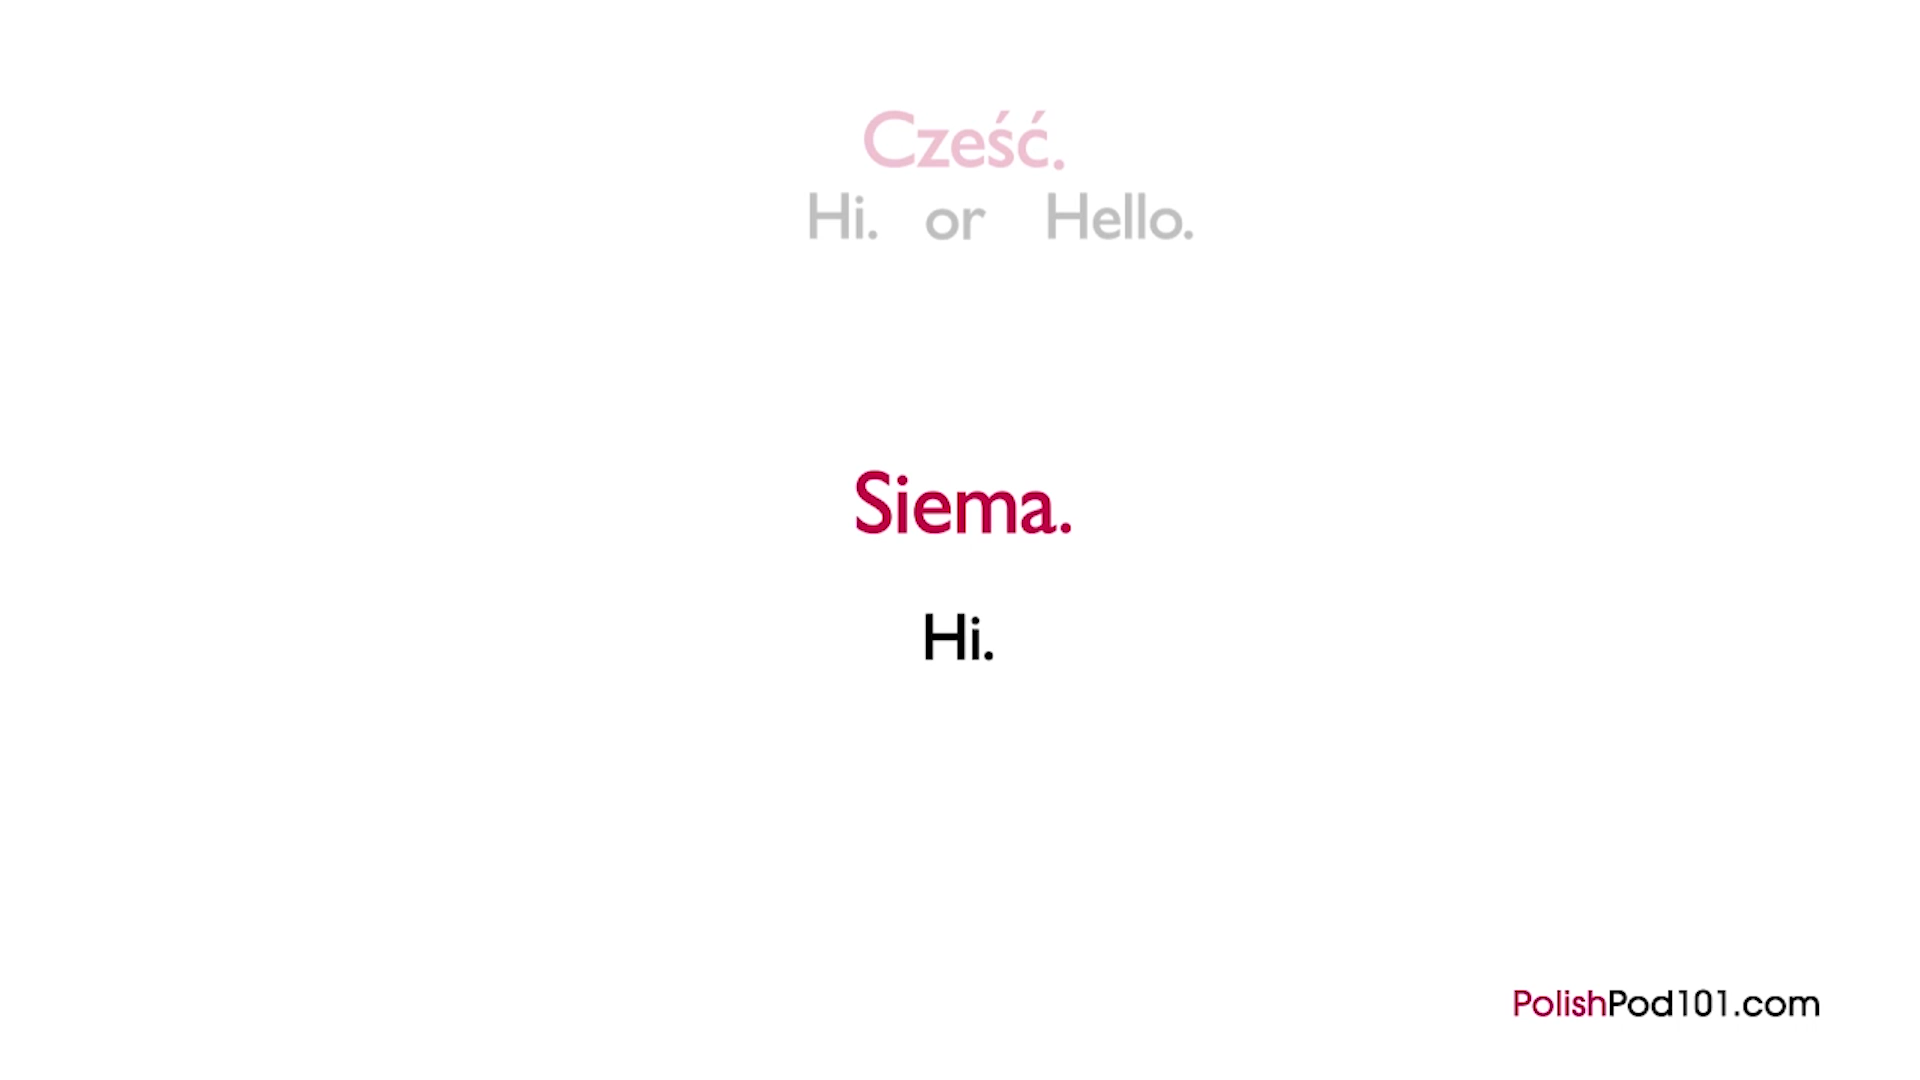 Cześć.
Hi. or Hello.
Siema.
Hi.
PolishPod101.com